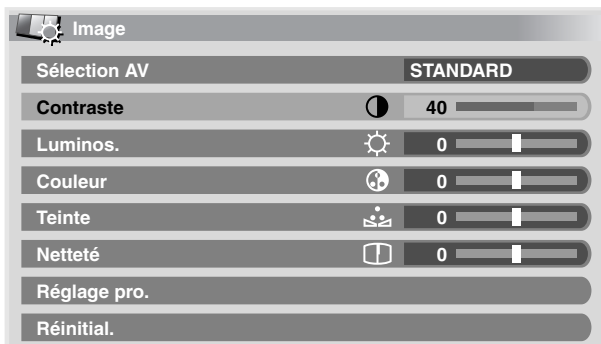 Image
Sélection AV STANDARD
Contraste 40
Luminos. 0
Couleur 0
Teinte 0
Netteté 0
Réglage pro.
Réinitial.